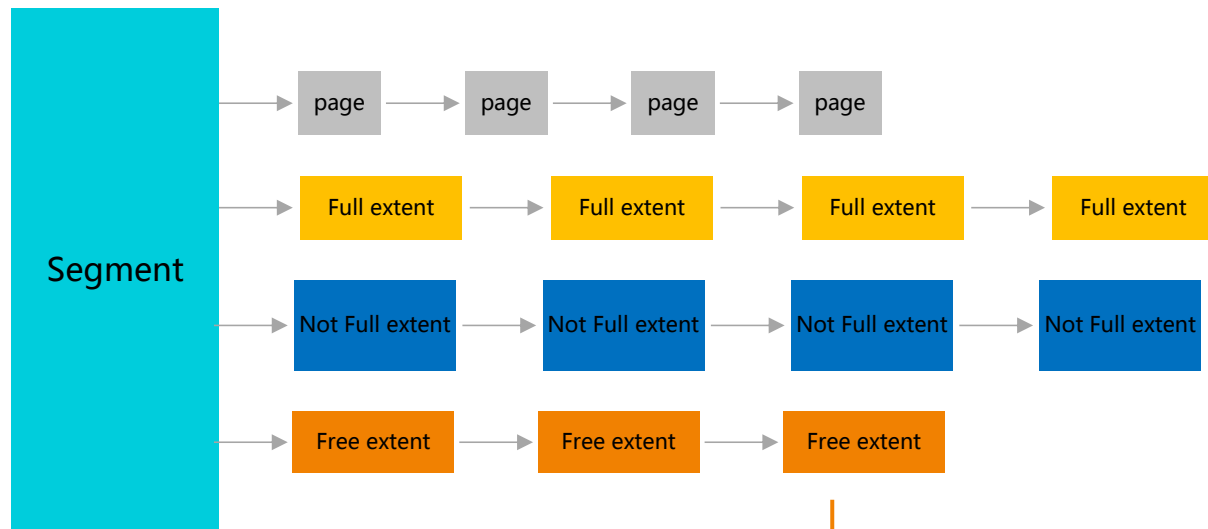 Segment
page page page page
Full extent Full extent Full extent Full extent
Not Full extent Not Full extent Not Full extent Not Full extent
Free extent Free extent Free extent